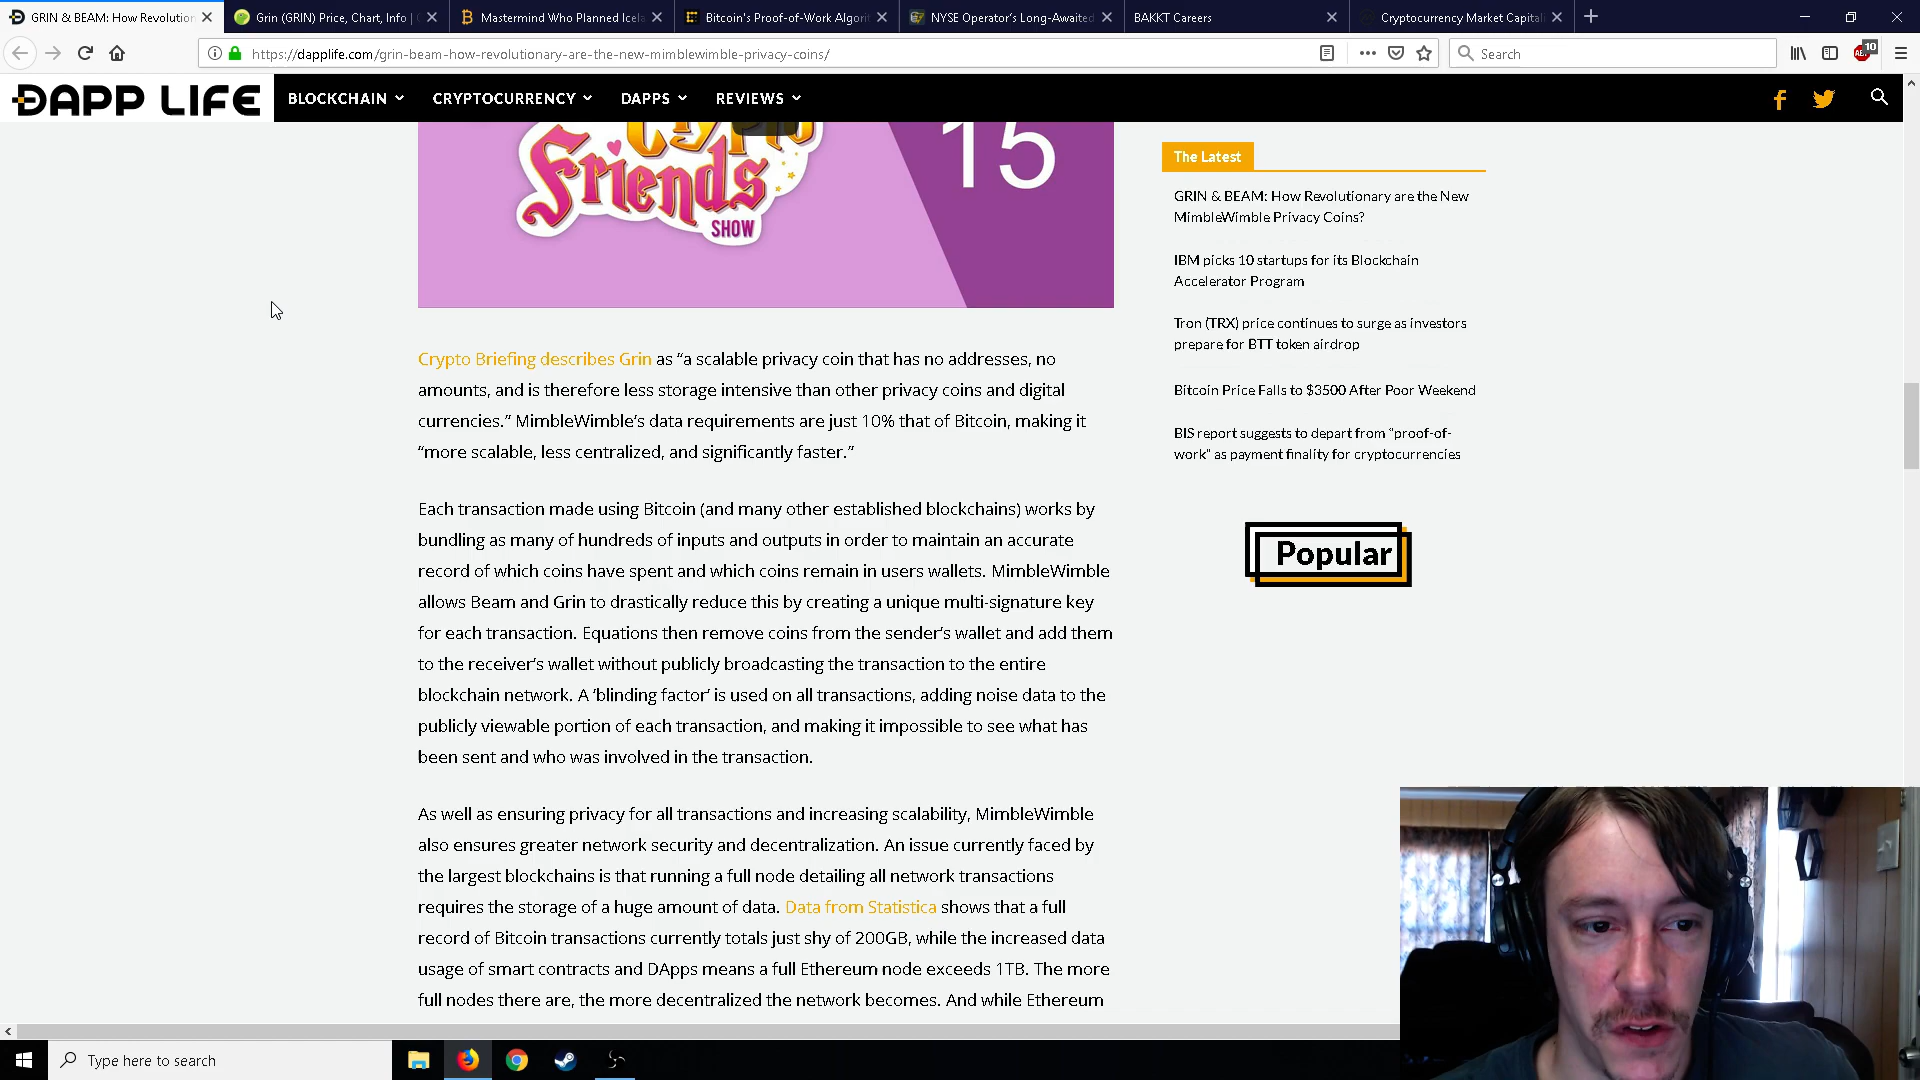 GRIN & BEAM: How Revolution
Grin (GRIN) Price, Chart, Info |
Mastermind Who Planned Icela
Bitcoin's Proof-of-Work Algori
NYSE Operator's Long-Awaited
BAKKT Careers
Cryptocurrency Market Capitali
https://dapplife.com/grin-beam-how-revolutionary-are-the-new-mimblewimble-privacy-coins/
Search
10
DAPP LIFE
BLOCKCHAIN
CRYPTOCURRENCY
DAPPS
REVIEWS
Crypto
Friends
SHOW
15
Crypto Briefing describes Grin as “a scalable privacy coin that has no addresses, no
amounts, and is therefore less storage intensive than other privacy coins and digital
currencies.” MimbleWimble’s data requirements are just 10% that of Bitcoin, making it
“more scalable, less centralized, and significantly faster.”
Each transaction made using Bitcoin (and many other established blockchains) works by
bundling as many of hundreds of inputs and outputs in order to maintain an accurate
record of which coins have spent and which coins remain in users wallets. MimbleWimble
allows Beam and Grin to drastically reduce this by creating a unique multi-signature key
for each transaction. Equations then remove coins from the sender’s wallet and add them
to the receiver’s wallet without publicly broadcasting the transaction to the entire
blockchain network. A ‘blinding factor’ is used on all transactions, adding noise data to the
publicly viewable portion of each transaction, and making it impossible to see what has
been sent and who was involved in the transaction.
As well as ensuring privacy for all transactions and increasing scalability, MimbleWimble
also ensures greater network security and decentralization. An issue currently faced by
the largest blockchains is that running a full node detailing all network transactions
requires the storage of a huge amount of data. Data from Statistica shows that a full
record of Bitcoin transactions currently totals just shy of 200GB, while the increased data
usage of smart contracts and DApps means a full Ethereum node exceeds 1TB. The more
full nodes there are, the more decentralized the network becomes. And while Ethereum
The Latest
GRIN & BEAM: How Revolutionary are the New
MimbleWimble Privacy Coins?
IBM picks 10 startups for its Blockchain
Accelerator Program
Tron (TRX) price continues to surge as investors
prepare for BTT token airdrop
Bitcoin Price Falls to $3500 After Poor Weekend
BIS report suggests to depart from “proof-of-
work” as payment finality for cryptocurrencies
Popular
Type here to search